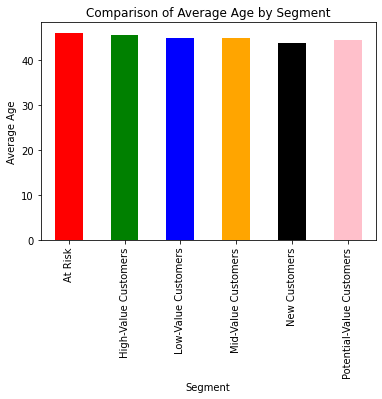 Comparison of Average Age by Segment
Average Age
40
30
20
10
0
At Risk
High-Value Customers
Low-Value Customers
Mid-Value Customers
New Customers
Potential-Value Customers
Segment